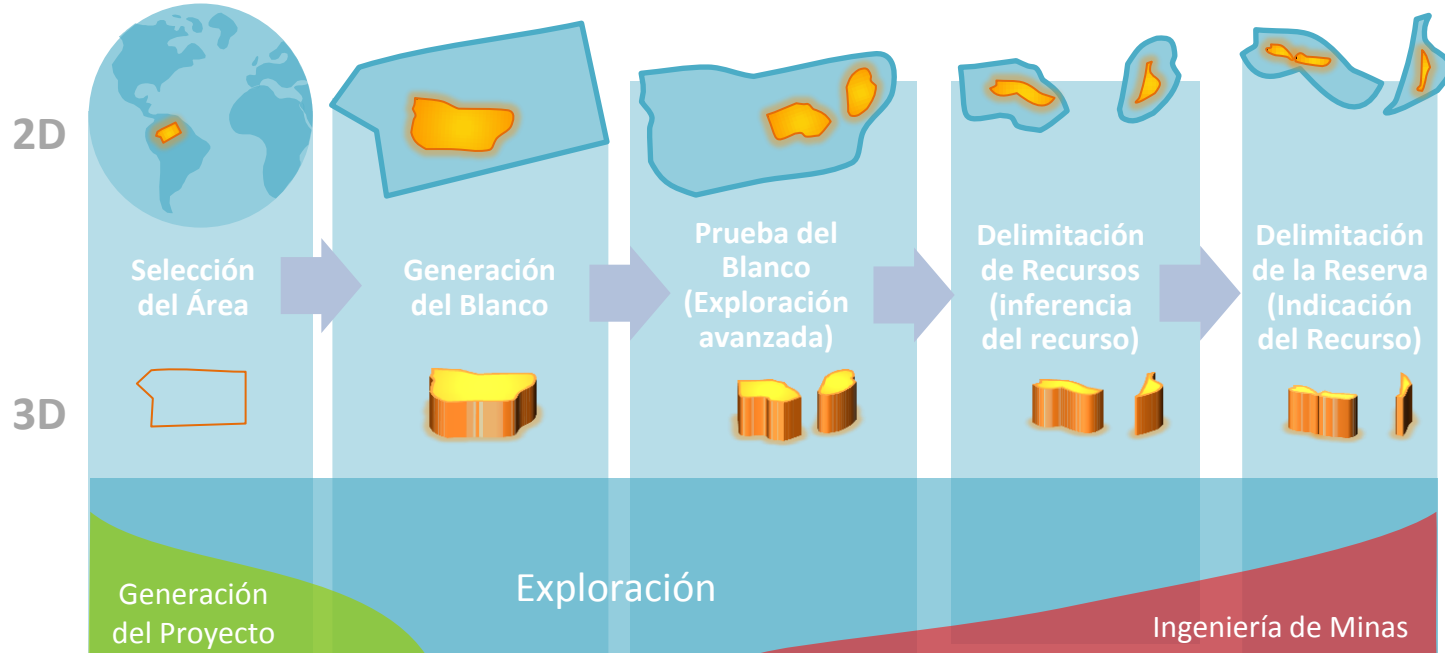 2D
Selección
del Área
Generación
del Blanco
Prueba del
Blanco
(Exploración
avanzada)
Delimitación
de Recursos
(inferencia
del recurso)
Delimitación
de la Reserva
(Indicación
del Recurso)
3D
Generación
del Proyecto
Exploración
Ingeniería de Minas